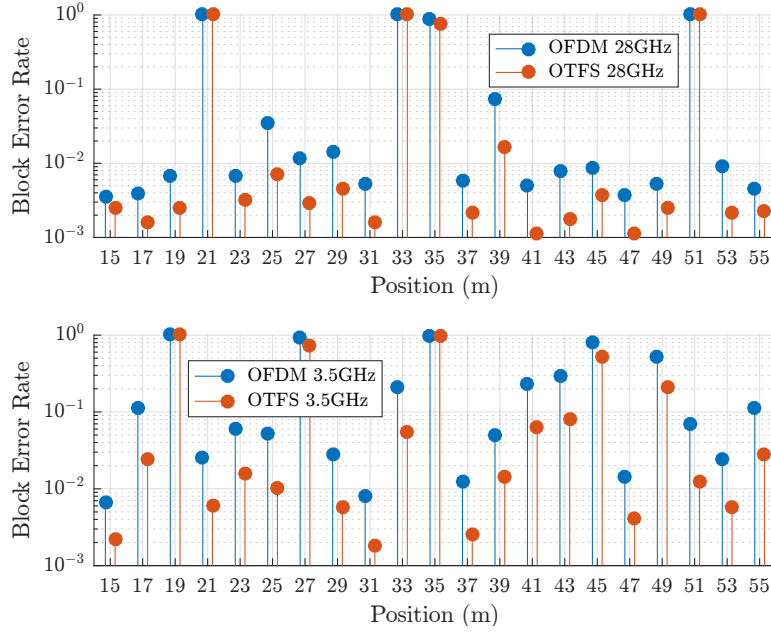 10^0
10^-1
10^-2
10^-3
Block Error Rate
OFDM 28GHz
OTFS 28GHz
15 17 19 21 23 25 27 29 31 33 35 37 39 41 43 45 47 49 51 53 55
Position (m)
10^0
10^-1
10^-2
10^-3
Block Error Rate
OFDM 3.5GHz
OTFS 3.5GHz
15 17 19 21 23 25 27 29 31 33 35 37 39 41 43 45 47 49 51 53 55
Position (m)